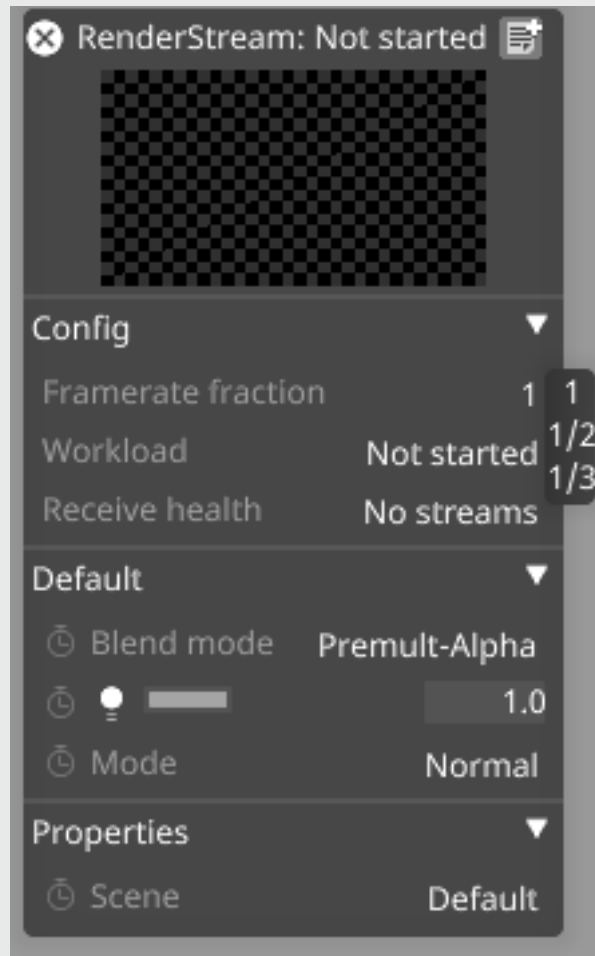 RenderStream: Not started
Config
Framerate fraction 1
1
1/2
1/3
Workload Not started
Receive health No streams
Default
Blend mode Premult-Alpha
1.0
Mode Normal
Properties
Scene Default